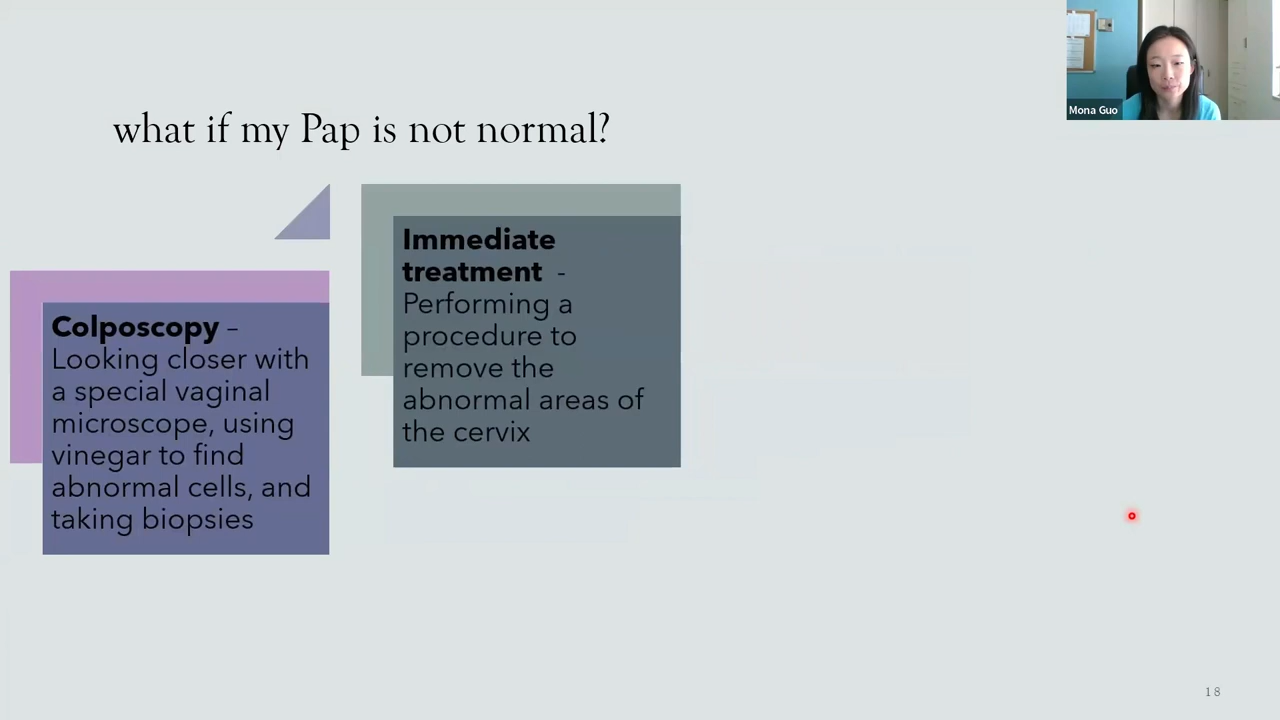 Mona Guo
what if my Pap is not normal?
Colposcopy –
Looking closer with
a special vaginal
microscope, using
vinegar to find
abnormal cells, and
taking biopsies
Immediate
treatment -
Performing a
procedure to
remove the
abnormal areas of
the cervix
18